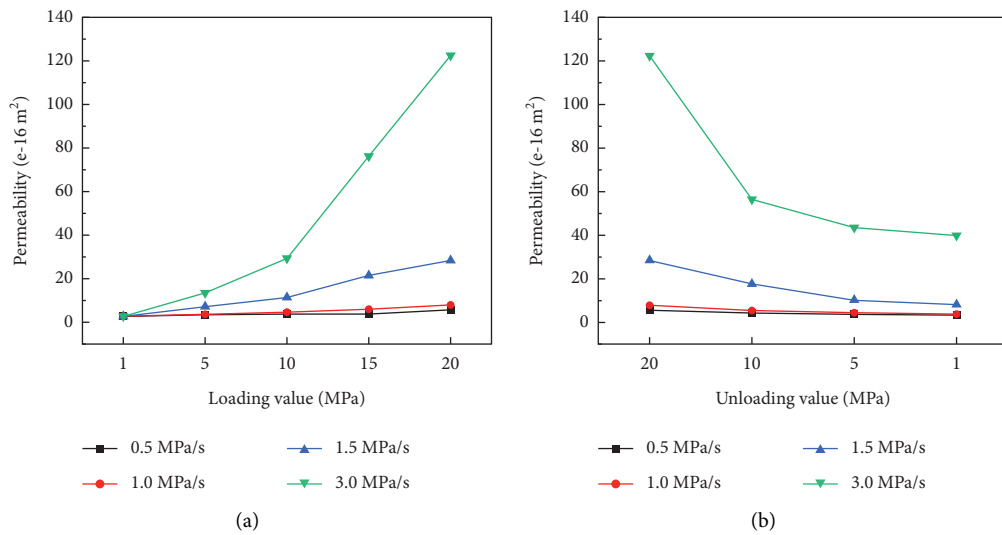 140
120
100
80
60
40
20
0
Permeability (e-16 m²)
1 5 10 15 20
Loading value (MPa)
0.5 MPa/s 1.5 MPa/s
1.0 MPa/s 3.0 MPa/s
(a)
140
120
100
80
60
40
20
0
Permeability (e-16 m²)
20 10 5 1
Unloading value (MPa)
0.5 MPa/s 1.5 MPa/s
1.0 MPa/s 3.0 MPa/s
(b)